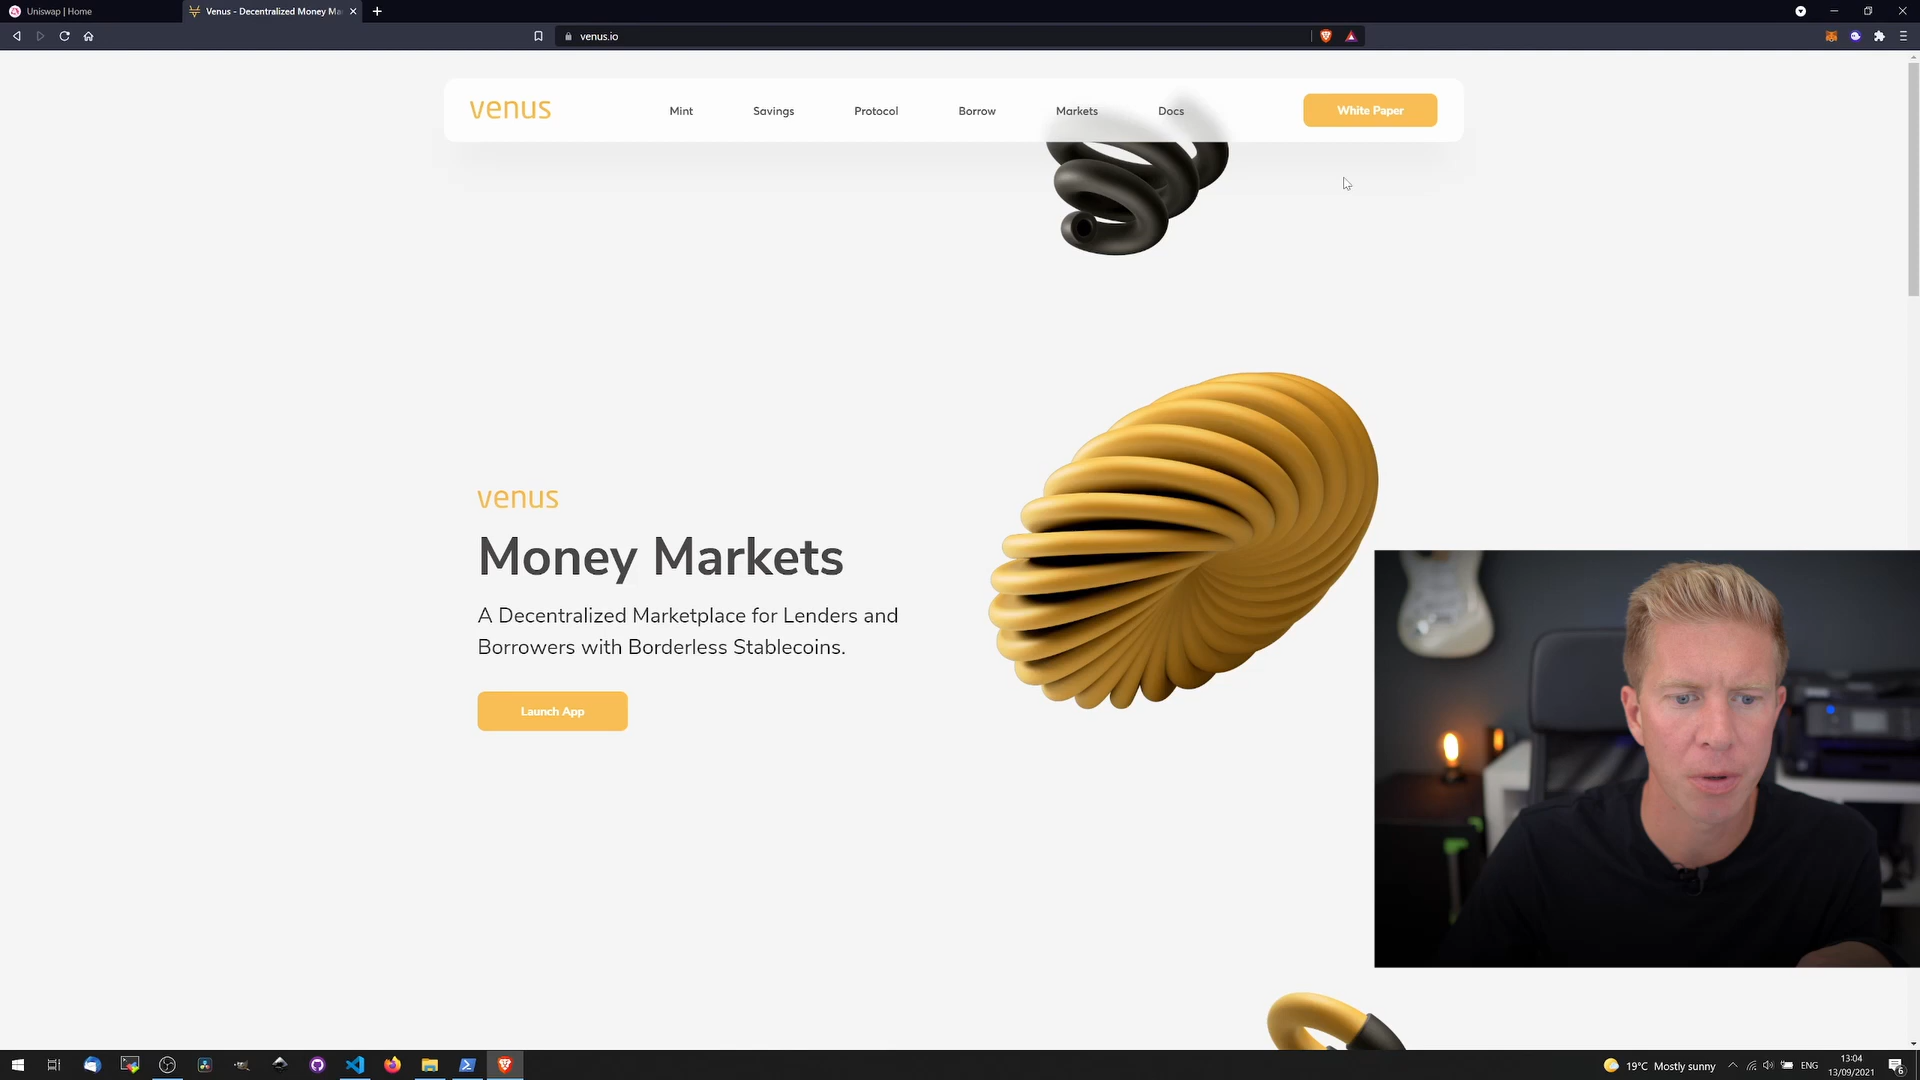 Uniswap | Home
Venus - Decentralized Money Ma
venus.io
venus
Mint
Savings
Protocol
Borrow
Markets
Docs
White Paper
venus
Money Markets
A Decentralized Marketplace for Lenders and
Borrowers with Borderless Stablecoins.
Launch App
19°C Mostly sunny
ENG
13:04
13/09/2021
6